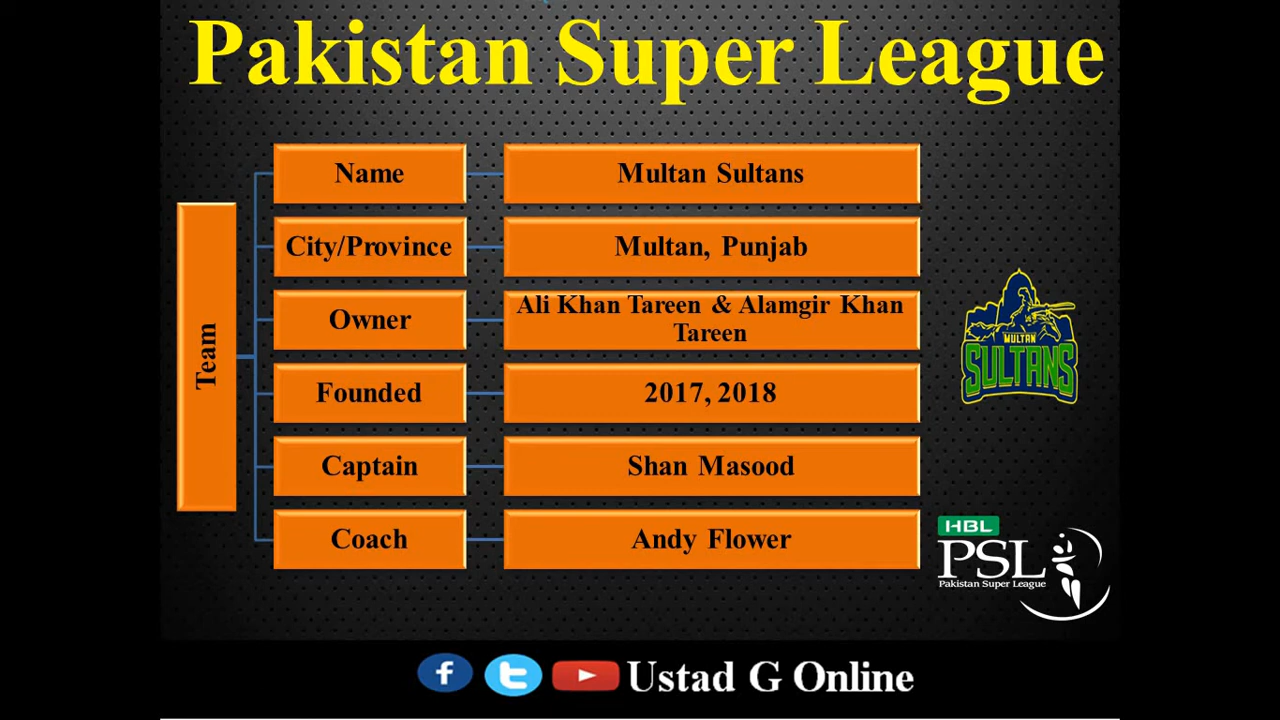 Pakistan Super League
Team
Name
Multan Sultans
City/Province
Multan, Punjab
Owner
Ali Khan Tareen & Alamgir Khan
Tareen
Founded
2017, 2018
Captain
Shan Masood
Coach
Andy Flower
MULTAN
SULTANS
HBL
PSL
Pakistan Super League
Ustad G Online